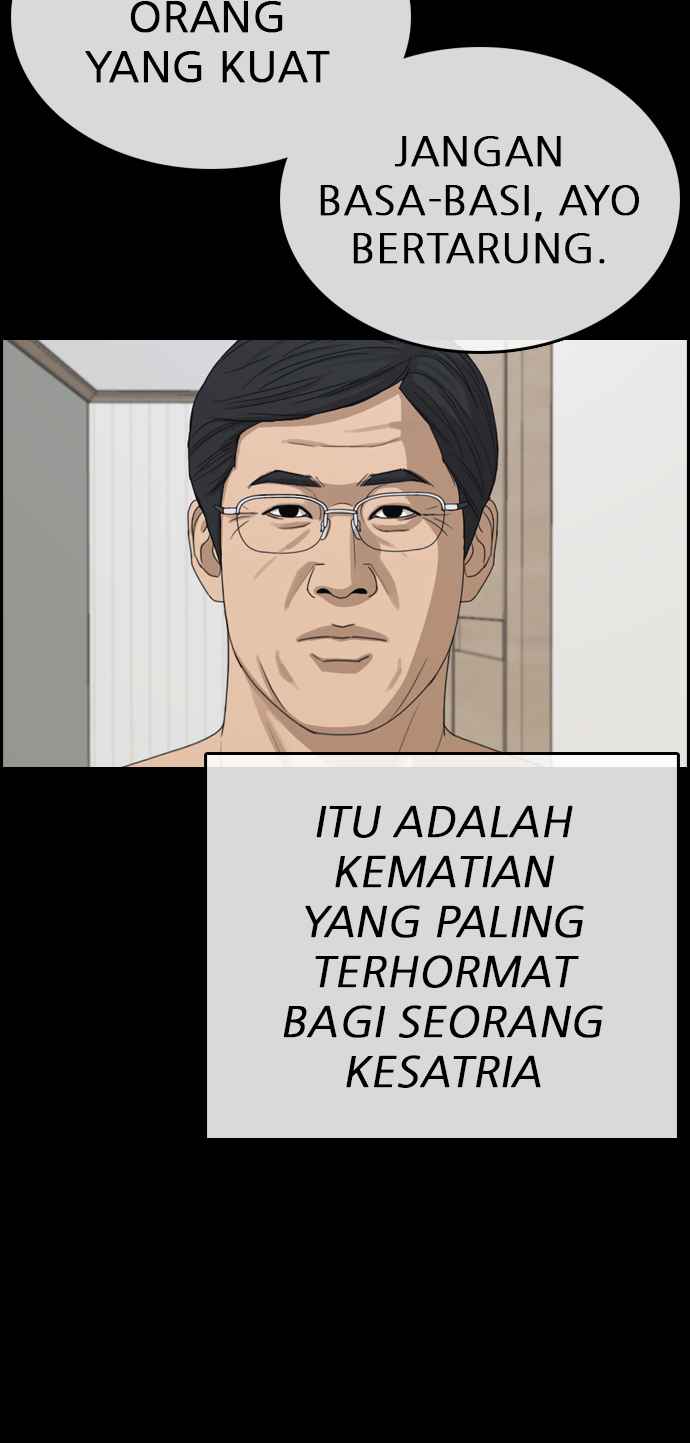 ORANG
YANG KUAT
JANGAN
BASA-BASI, AYO
BERTARUNG.
ITU ADALAH
KEMATIAN
YANG PALING
TERHORMAT
BAGI SEORANG
KESATRIA